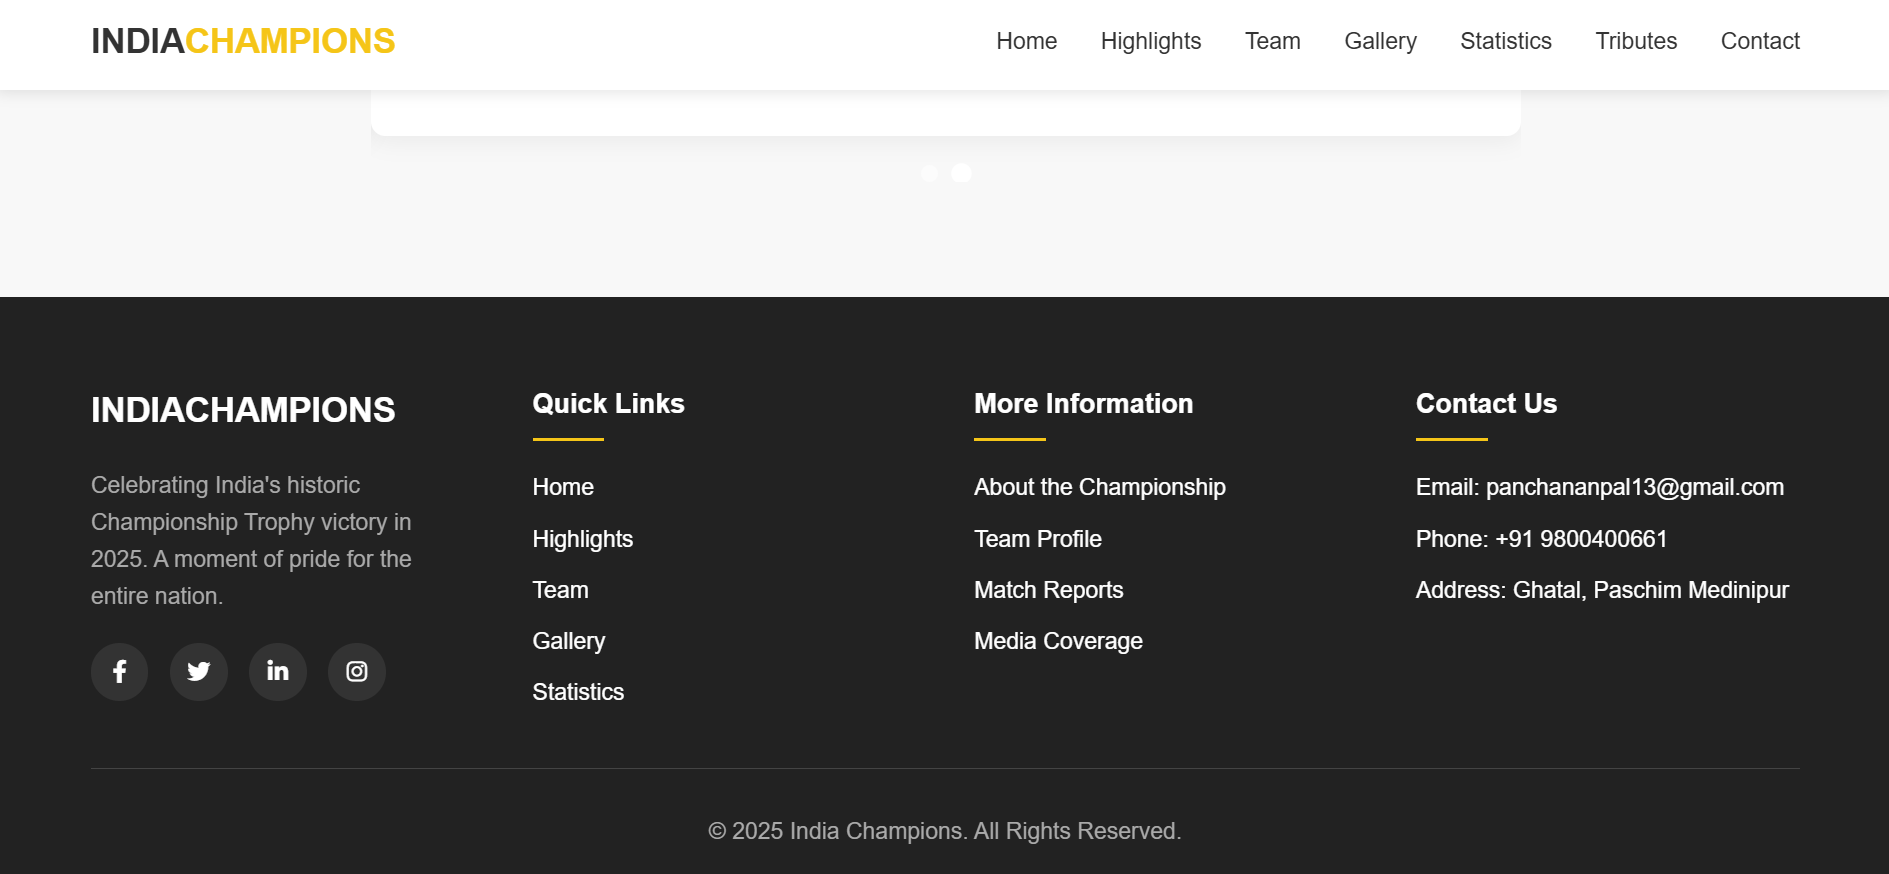 INDIACHAMPIONS
Home Highlights Team Gallery Statistics Tributes Contact
INDIACHAMPIONS
Celebrating India's historic
Championship Trophy victory in
2025. A moment of pride for the
entire nation.
Quick Links
Home
Highlights
Team
Gallery
Statistics
More Information
About the Championship
Team Profile
Match Reports
Media Coverage
Contact Us
Email: panchananpal13@gmail.com
Phone: +91 9800400661
Address: Ghatal, Paschim Medinipur
© 2025 India Champions. All Rights Reserved.